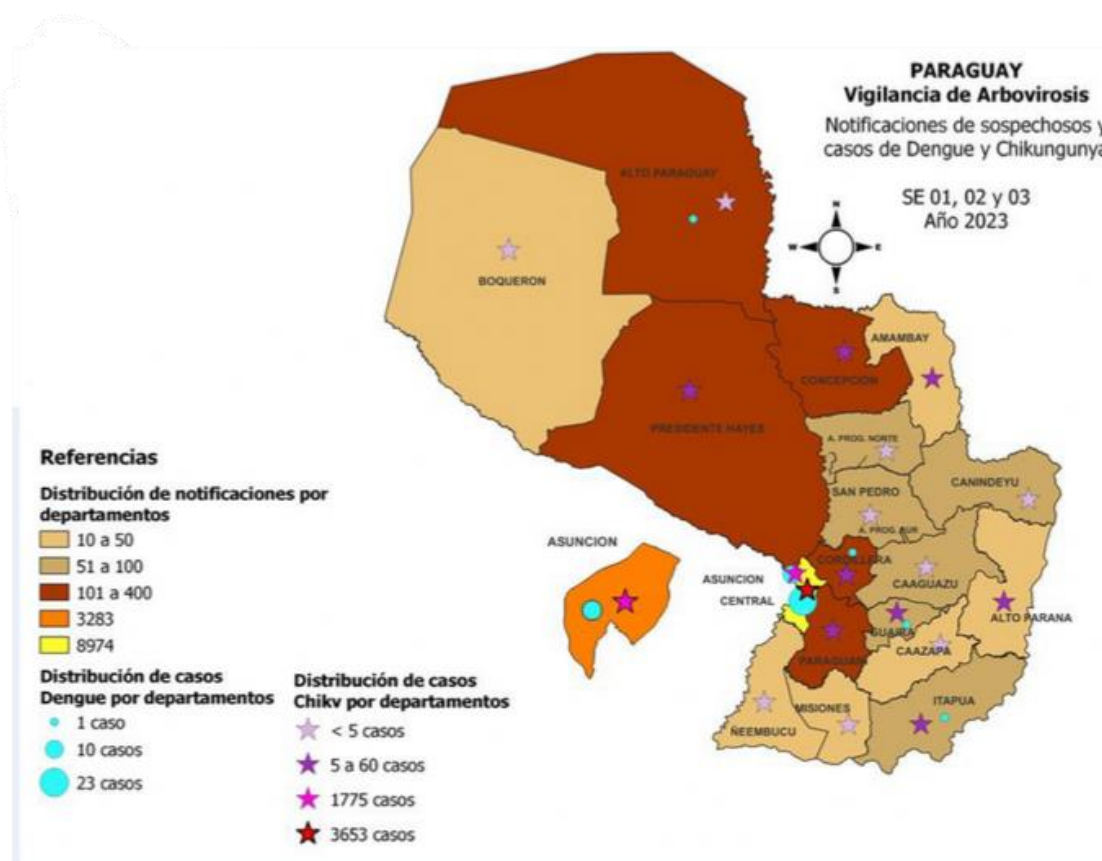 PARAGUAY
Vigilancia de Arbovirosis
Notificaciones de sospechosos y
casos de Dengue y Chikungunya
SE 01, 02 y 03
Año 2023
N
W
E
S
ALTO PARAGUAY
BOQUERON
AMAMBAY
CONCEPCION
PRESIDENTE HAYES
A. PROG. NORTE
CANINDEYU
SAN PEDRO
A. PROG. SUR
ASUNCION
CORDILLERA
ASUNCION
CAAGUAZU
CENTRAL
ALTO PARANA
GUAIRA
CAAZAPA
PARAGUARI
ITAPUA
MISIONES
ÑEEMBUCU
Referencias
Distribución de notificaciones por
departamentos
10 a 50
51 a 100
101 a 400
3283
8974
Distribución de casos
Dengue por departamentos
1 caso
10 casos
23 casos
Distribución de casos
Chikv por departamentos
< 5 casos
5 a 60 casos
1775 casos
3653 casos